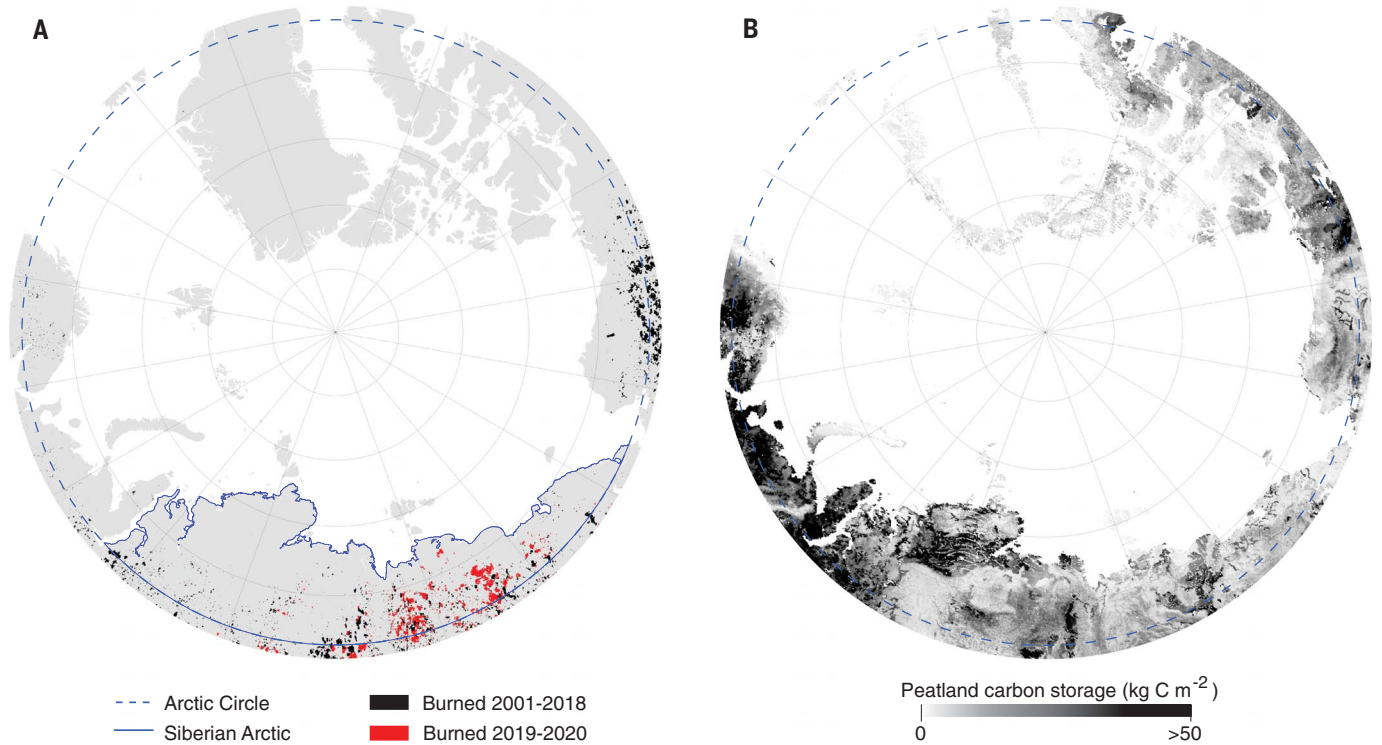 A
B
Arctic Circle
Siberian Arctic
Burned 2001-2018
Burned 2019-2020
Peatland carbon storage (kg C m⁻²)
0
>50